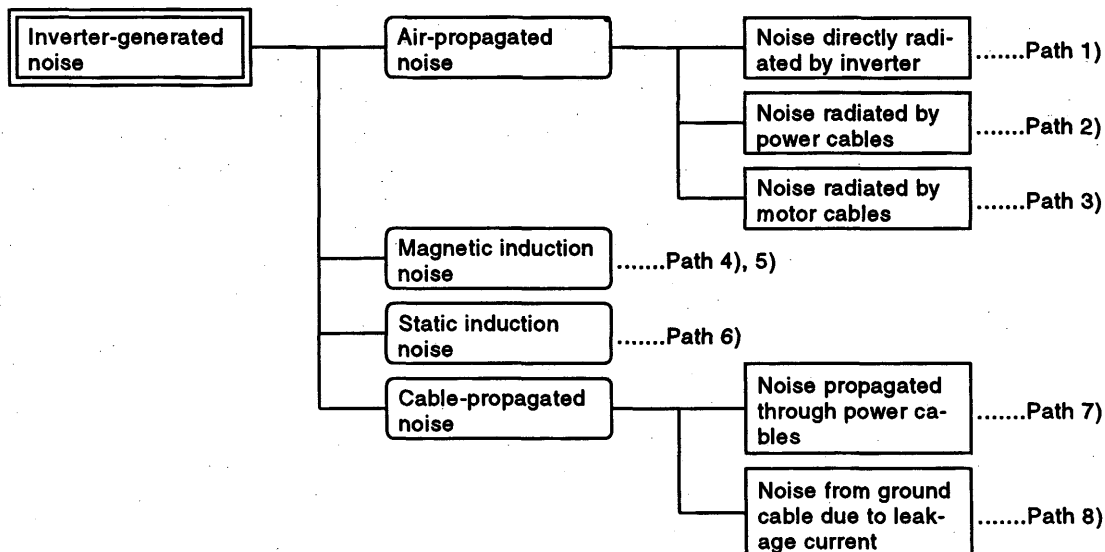 Inverter-generated
noise
Air-propagated
noise
Noise directly radi-
ated by inverter
.......Path 1)
Noise radiated by
power cables
.......Path 2)
Noise radiated by
motor cables
.......Path 3)
Magnetic induction
noise
.......Path 4), 5)
Static induction
noise
.......Path 6)
Cable-propagated
noise
Noise propagated
through power ca-
bles
.......Path 7)
Noise from ground
cable due to leak-
age current
.......Path 8)